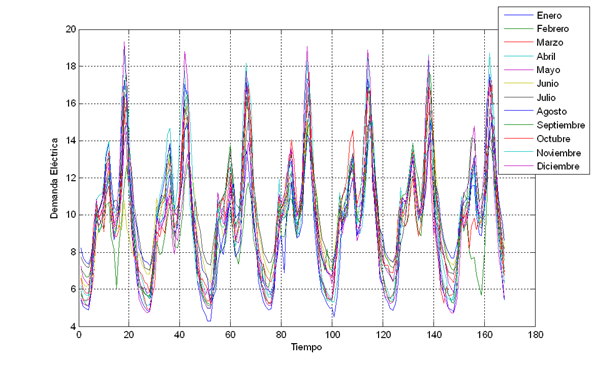 Enero
Febrero
Marzo
Abril
Mayo
Junio
Julio
Agosto
Septiembre
Octubre
Noviembre
Diciembre
20
18
16
14
12
10
8
6
4
Demanda Eléctrica
0 20 40 60 80 100 120 140 160 180
Tiempo